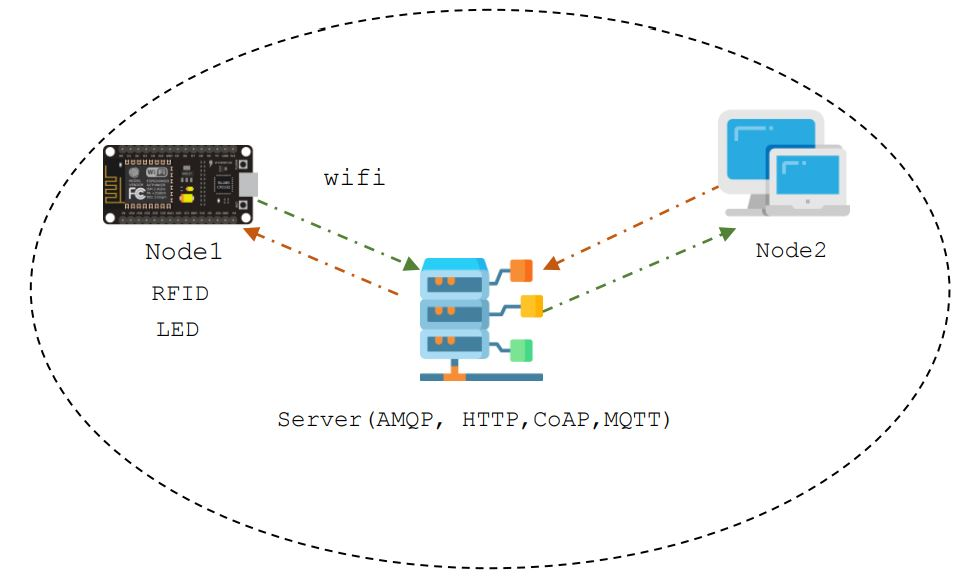 wifi
Node1
Node2
RFID
LED
Server(AMQP, HTTP,CoAP,MQTT)